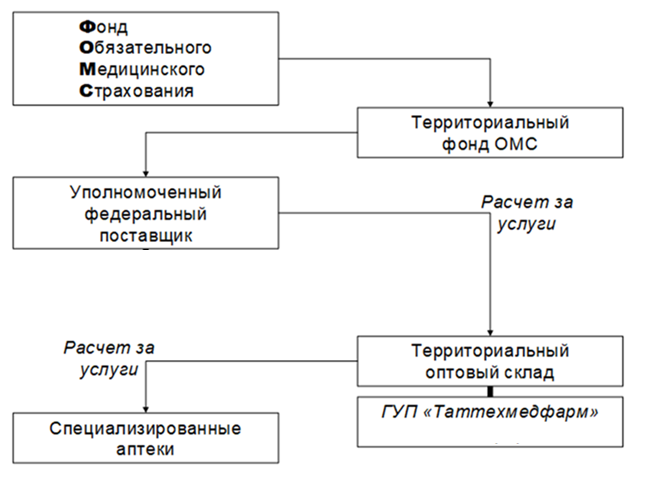 Фонд
Обязательного
Медицинского
Страхования
Территориальный
фонд ОМС
Уполномоченный
федеральный
поставщик
Расчет за
услуги
Территориальный
оптовый склад
Расчет за
услуги
ГУП «Таттехмедфарм»
Специализированные
аптеки